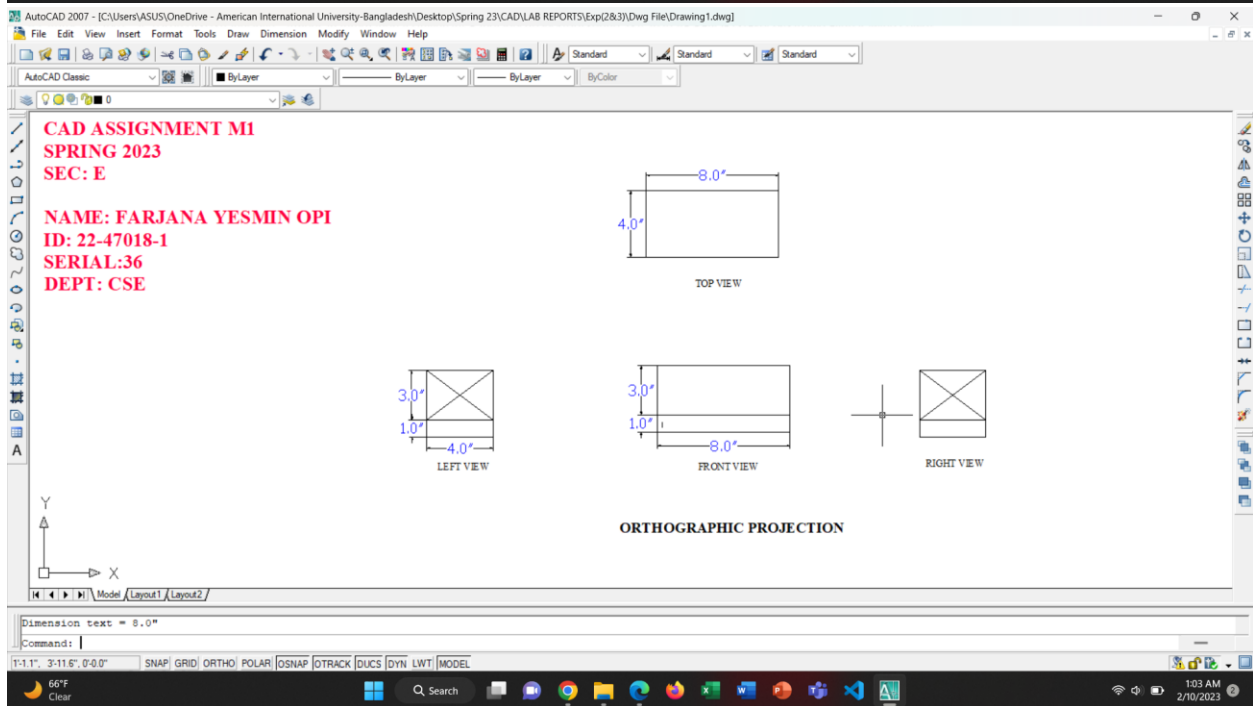 AutoCAD 2007 - [C:\Users\ASUS\OneDrive - American International University-Bangladesh\Desktop\Spring 23\CAD\LAB REPORTS\Exp(2&3)\Dwg File\Drawing1.dwg]
File Edit View Insert Format Tools Draw Dimension Modify Window Help
Standard Standard Standard
AutoCAD Classic ByLayer ByLayer ByLayer ByColor
0
CAD ASSIGNMENT M1
SPRING 2023
SEC: E
NAME: FARJANA YESMIN OPI
ID: 22-47018-1
SERIAL:36
DEPT: CSE
8.0"
4.0"
TOP VIEW
3.0"
1.0"
4.0"
LEFT VIEW
3.0"
1.0"
8.0"
FRONT VIEW
RIGHT VIEW
ORTHOGRAPHIC PROJECTION
Y
X
Model Layout1 Layout2
Dimension text = 8.0"
Command:
1'-1.1", 3'-11.6", 0'-0.0" SNAP GRID ORTHO POLAR OSNAP OTRACK DUCS DYN LWT MODEL
66°F
Clear
Search
1:03 AM
2/10/2023
2